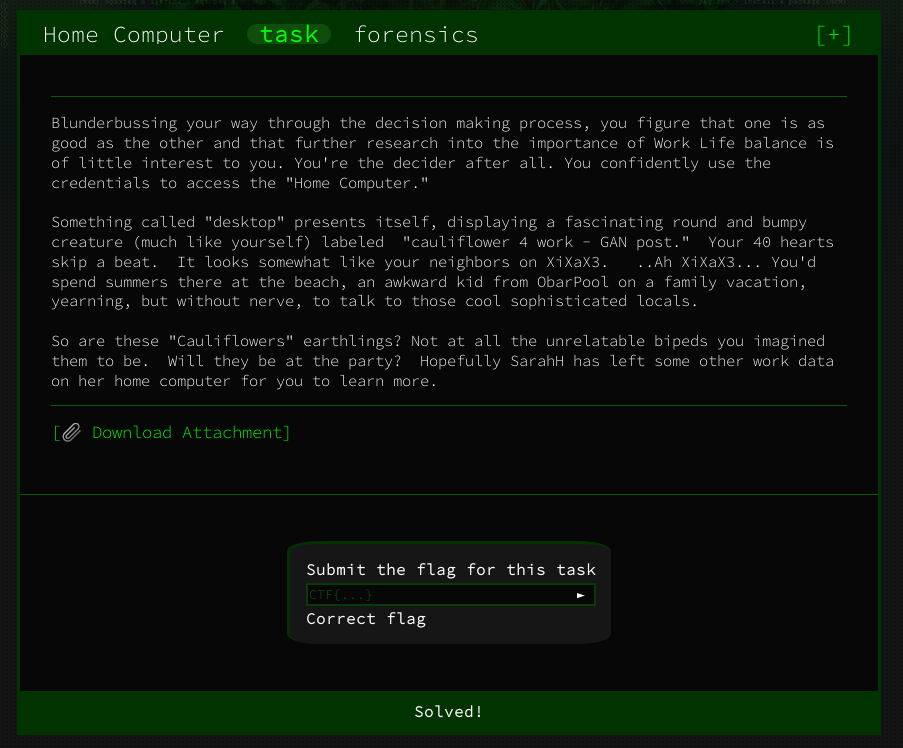 Home Computer task forensics [+]
Blunderbussing your way through the decision making process, you figure that one is as
good as the other and that further research into the importance of Work Life balance is
of little interest to you. You're the decider after all. You confidently use the
credentials to access the "Home Computer."
Something called "desktop" presents itself, displaying a fascinating round and bumpy
creature (much like yourself) labeled  "cauliflower 4 work - GAN post."  Your 40 hearts
skip a beat.  It looks somewhat like your neighbors on XiXaX3.   ..Ah XiXaX3... You'd
spend summers there at the beach, an awkward kid from ObarPool on a family vacation,
yearning, but without nerve, to talk to those cool sophisticated locals.
So are these "Cauliflowers" earthlings? Not at all the unrelatable bipeds you imagined
them to be.  Will they be at the party?  Hopefully SarahH has left some other work data
on her home computer for you to learn more.
[ Download Attachment]
Submit the flag for this task
CTF{...} ►
Correct flag
Solved!